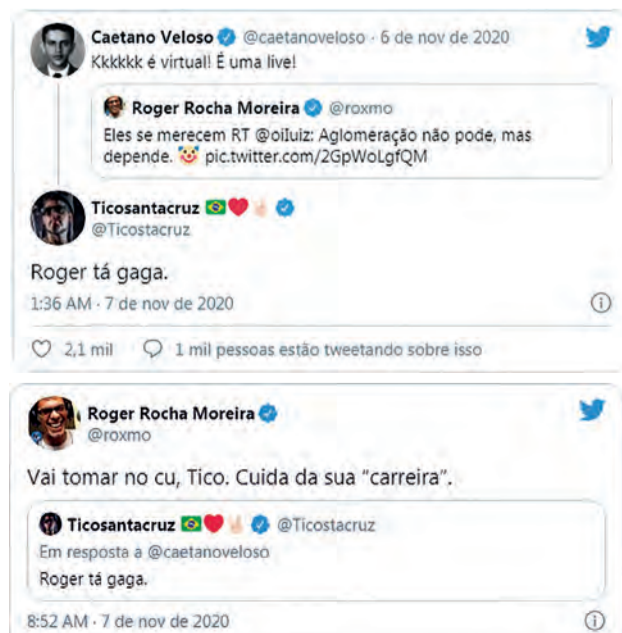 Caetano Veloso @caetanoveloso · 6 de nov de 2020
Kkkkkk é virtual! É uma live!
Roger Rocha Moreira @roxmo
Eles se merecem RT @oiIuiz: Aglomeração não pode, mas
depende. 🤡 pic.twitter.com/2GpWoLgfQM
Ticosantacruz 🇧🇷❤️✌🏻
@Ticostacruz
Roger tá gaga.
1:36 AM · 7 de nov de 2020
2,1 mil 1 mil pessoas estão tweetando sobre isso
Roger Rocha Moreira
@roxmo
Vai tomar no cu, Tico. Cuida da sua “carreira”.
Ticosantacruz 🇧🇷❤️✌🏻 @Ticostacruz
Em resposta a @caetanoveloso
Roger tá gaga.
8:52 AM · 7 de nov de 2020